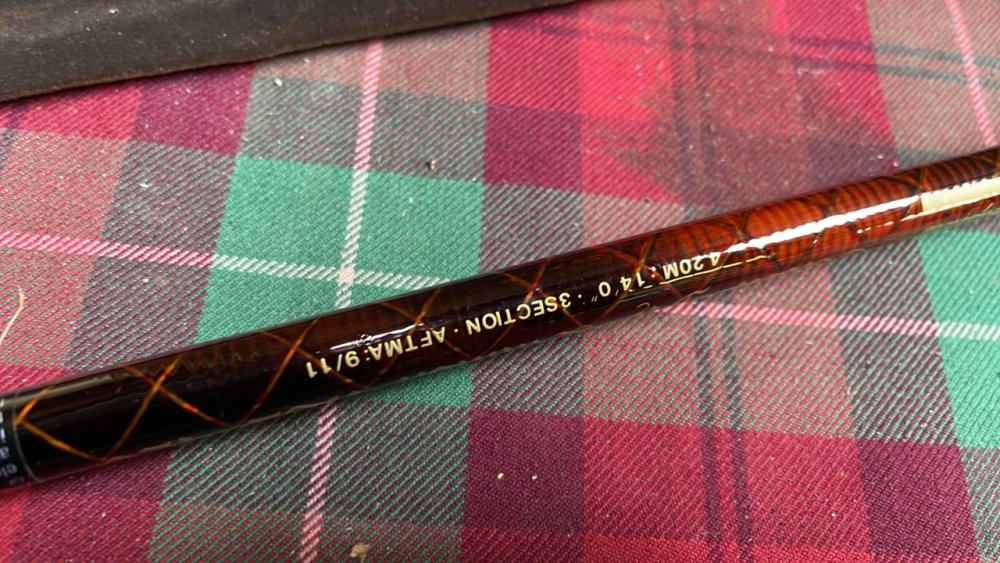 4.20M · 14'0" · 3SECTION · AFTMA:9/11